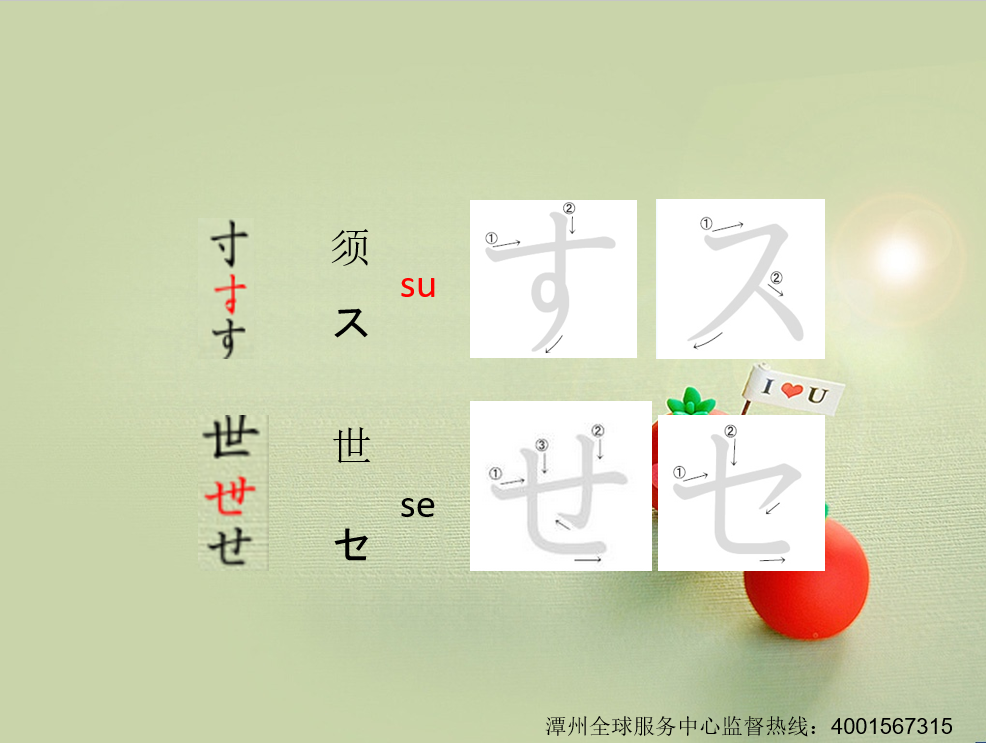 寸
す
す
须
ス
su
① ②
す
① ②
ス
I ❤ U
世
せ
せ
世
セ
se
① ③ ②
せ
① ②
セ
潭州全球服务中心监督热线：4001567315